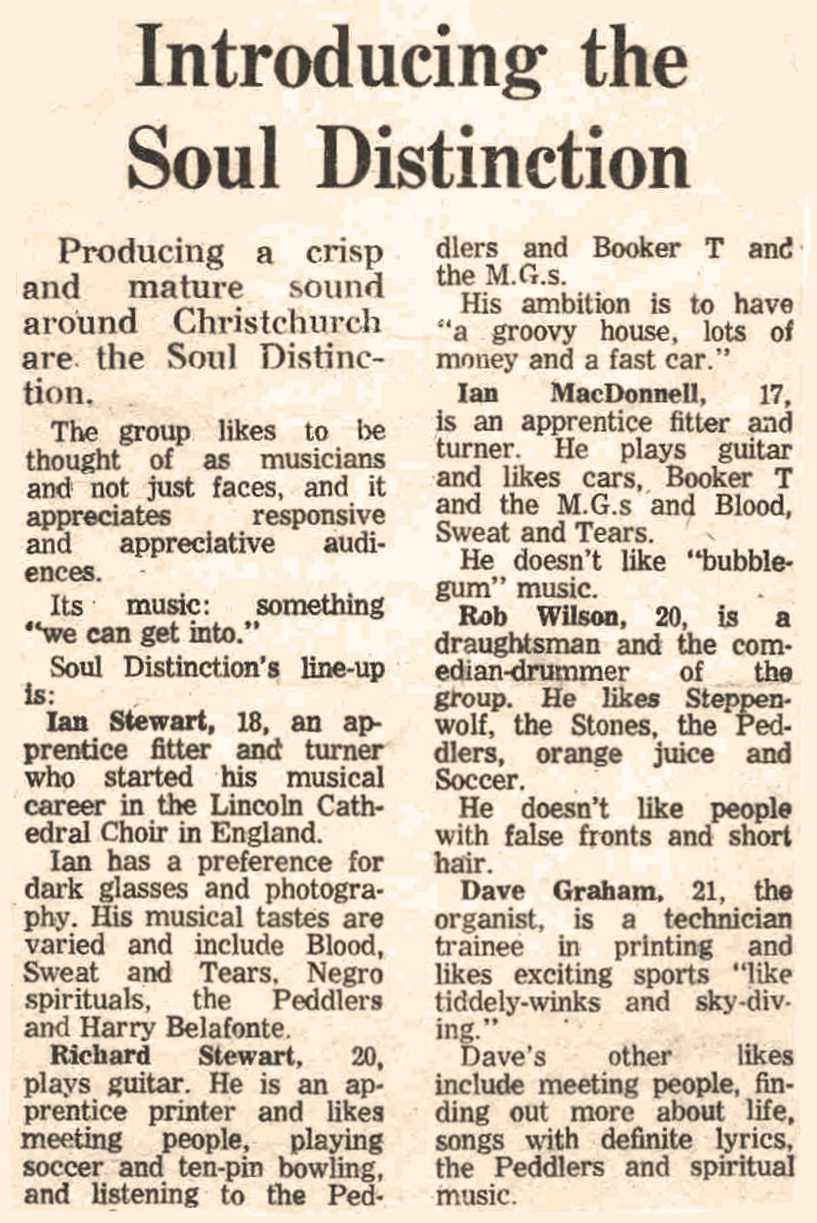 Introducing the
Soul Distinction
Producing a crisp
and mature sound
around Christchurch
are the Soul Distinc-
tion.
The group likes to be
thought of as musicians
and not just faces, and it
appreciates responsive
and appreciative audi-
ences.
Its music: something
"we can get into."
Soul Distinction's line-up
is:
Ian Stewart, 18, an ap-
prentice fitter and turner
who started his musical
career in the Lincoln Cath-
edral Choir in England.
Ian has a preference for
dark glasses and photogra-
phy. His musical tastes are
varied and include Blood,
Sweat and Tears, Negro
spirituals, the Peddlers
and Harry Belafonte.
Richard Stewart, 20,
plays guitar. He is an ap-
prentice printer and likes
meeting people, playing
soccer and ten-pin bowling,
and listening to the Ped-
dlers and Booker T and
the M.G.s.
His ambition is to have
"a groovy house, lots of
money and a fast car."
Ian MacDonnell, 17,
is an apprentice fitter and
turner. He plays guitar
and likes cars, Booker T
and the M.G.s and Blood,
Sweat and Tears.
He doesn't like "bubble-
gum" music.
Rob Wilson, 20, is a
draughtsman and the com-
edian-drummer of the
group. He likes Steppen-
wolf, the Stones, the Ped-
dlers, orange juice and
Soccer.
He doesn't like people
with false fronts and short
hair.
Dave Graham, 21, the
organist, is a technician
trainee in printing and
likes exciting sports "like
tiddely-winks and sky-div-
ing."
Dave's other likes
include meeting people, fin-
ding out more about life,
songs with definite lyrics,
the Peddlers and spiritual
music.